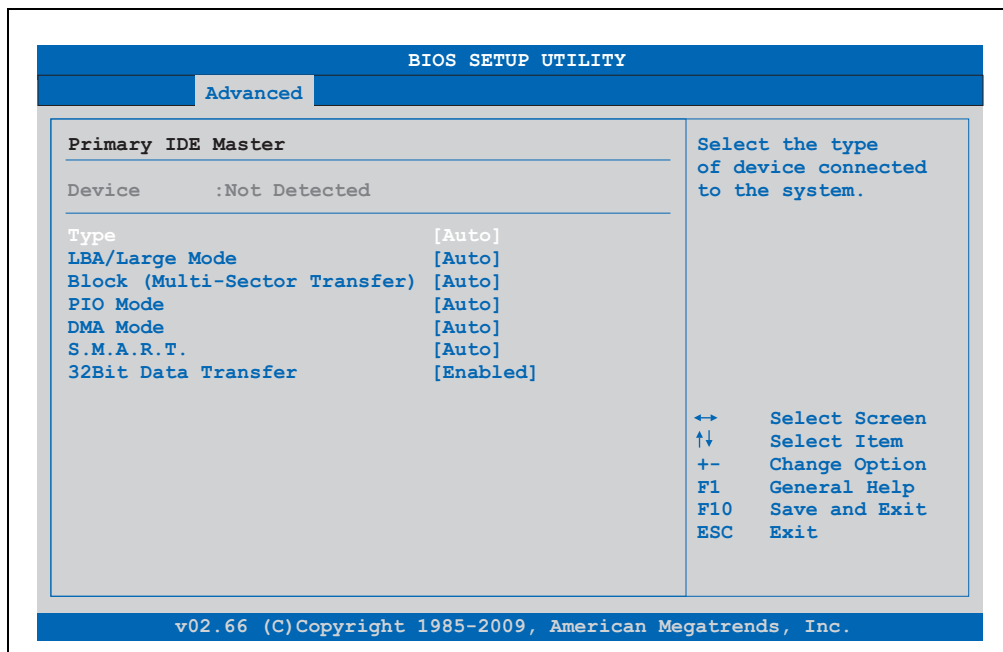 BIOS SETUP UTILITY
Advanced
Primary IDE Master
Device :Not Detected
Type [Auto]
LBA/Large Mode [Auto]
Block (Multi-Sector Transfer) [Auto]
PIO Mode [Auto]
DMA Mode [Auto]
S.M.A.R.T. [Auto]
32Bit Data Transfer [Enabled]
Select the type
of device connected
to the system.
↔ Select Screen
↑↓ Select Item
+- Change Option
F1 General Help
F10 Save and Exit
ESC Exit
v02.66 (C)Copyright 1985-2009, American Megatrends, Inc.